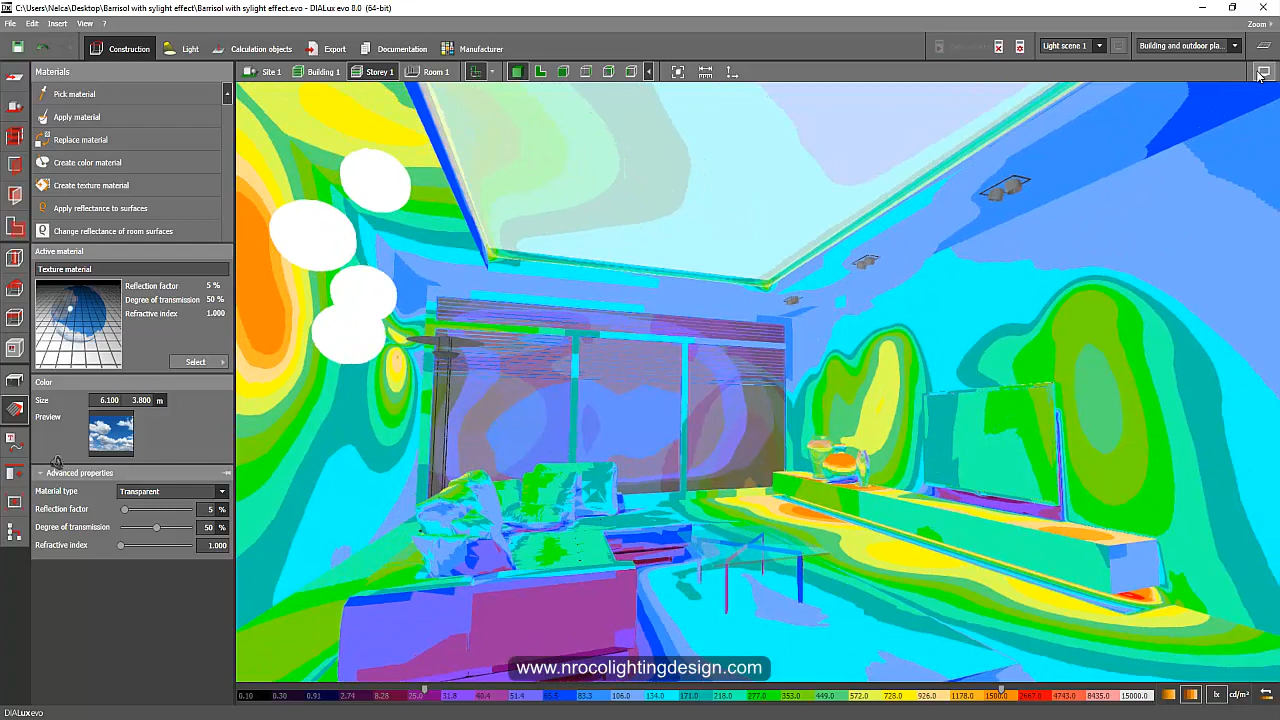 C:\Users\Nelca\Desktop\Barrisol with sylight effect\Barrisol with sylight effect.evo - DIALux evo 8.0 (64-bit)
File Edit Insert View ?
Zoom
Construction Light Calculation objects Export Documentation Manufacturer
Light scene 1 Building and outdoor pla...
Materials
Site 1 Building 1 Storey 1 Room 1
Pick material
Apply material
Replace material
Create color material
Create texture material
Apply reflectance to surfaces
Change reflectance of room surfaces
Active material
Texture material
Reflection factor 5 %
Degree of transmission 50 %
Refractive index 1.000
Select
Color
Size 6.100 3.800 m
Preview
Advanced properties
Material type Transparent
Reflection factor 5 %
Degree of transmission 50 %
Refractive index 1.000
www.nrocolightingdesign.com
0.10 0.30 0.91 2.74 8.28 25.0 31.8 40.4 51.4 65.5 83.3 106.0 134.0 171.0 218.0 277.0 353.0 449.0 572.0 728.0 926.0 1178.0 1500.0 2667.0 4743.0 8435.0 15000.0 lx cd/m²
DIALuxevo